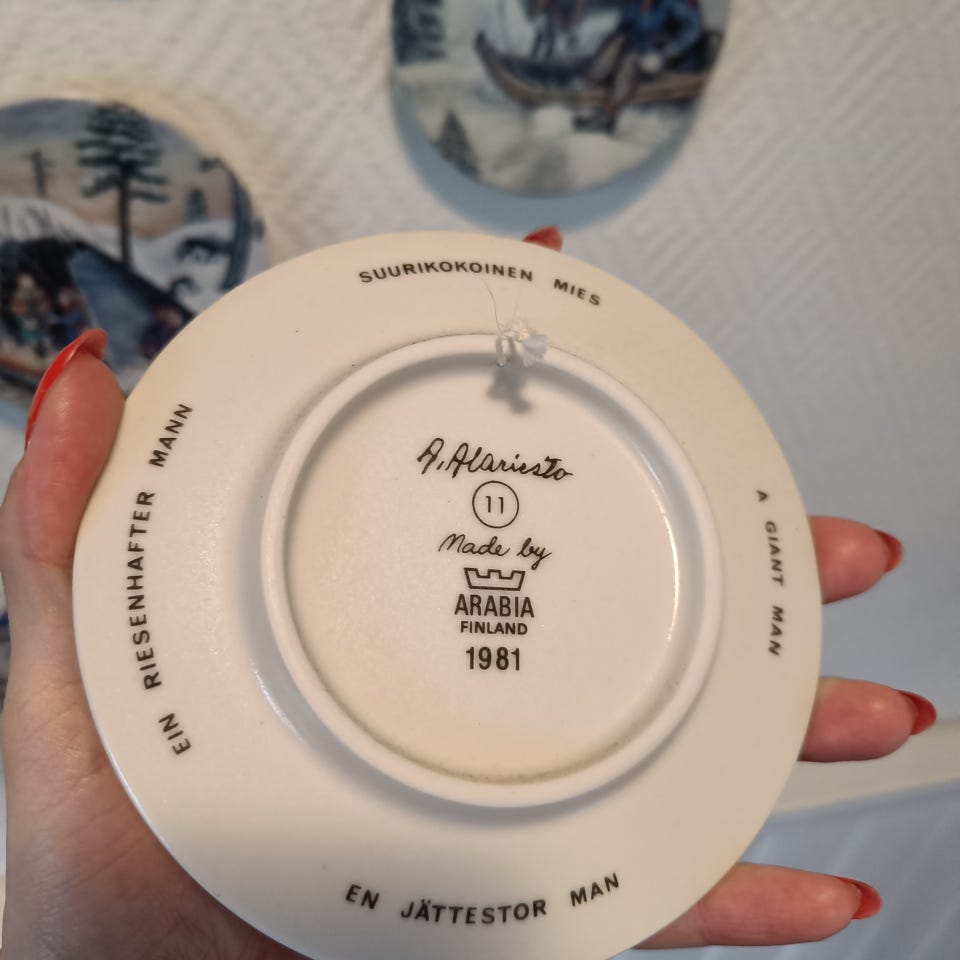 SUURIKOKOINEN MIES
A. Alariesto
11
Made by
ARABIA
FINLAND
1981
A GIANT MAN
EN JÄTTESTOR MAN
EIN RIESENHAFTER MANN